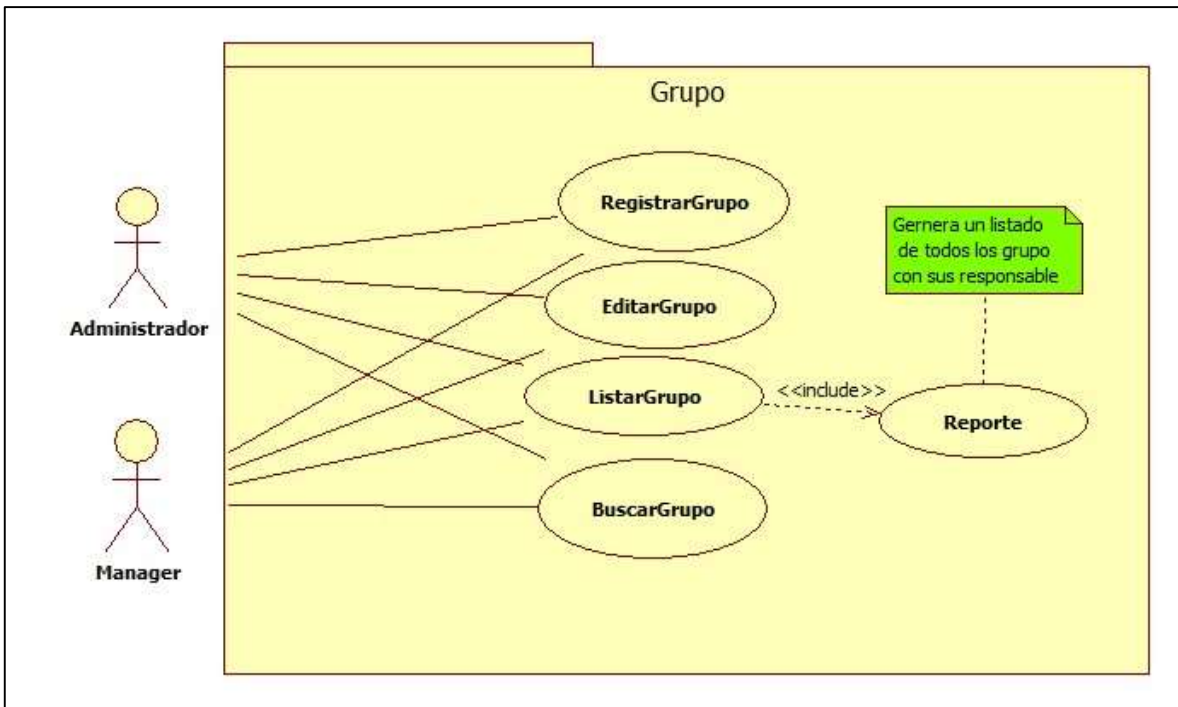 Grupo
RegistrarGrupo
Gernera un listado
de todos los grupo
con sus responsable
EditarGrupo
Administrador
ListarGrupo
<<include>>
Reporte
BuscarGrupo
Manager